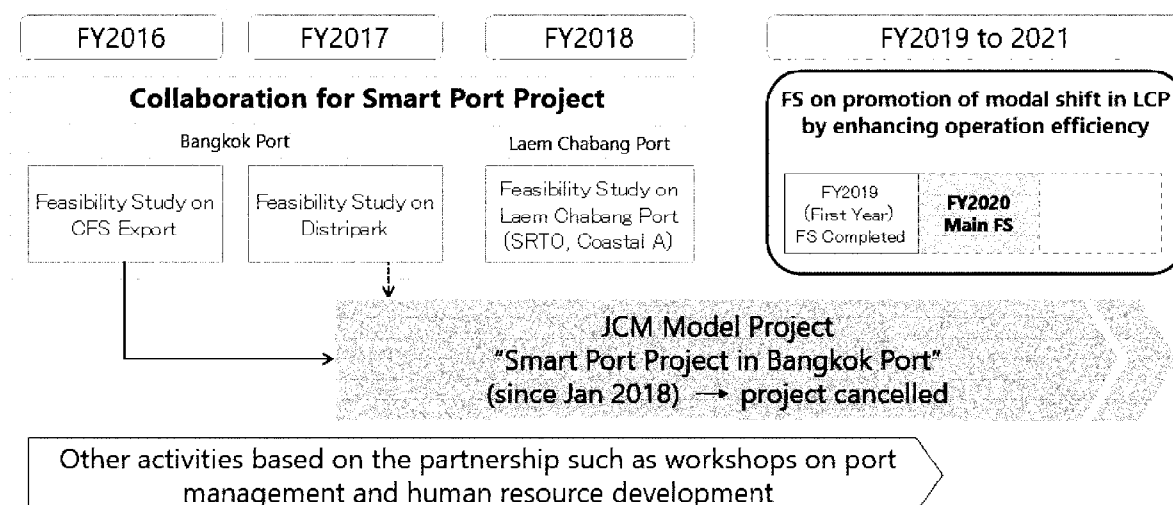 FY2016
FY2017
FY2018
FY2019 to 2021
Collaboration for Smart Port Project
Bangkok Port
Laem Chabang Port
Feasibility Study on
CFS Export
Feasibility Study on
Distripark
Feasibility Study on
Laem Chabang Port
(SRTO, Coastal A)
FS on promotion of modal shift in LCP
by enhancing operation efficiency
FY2019
(First Year)
FS Completed
FY2020
Main FS
JCM Model Project
"Smart Port Project in Bangkok Port"
(since Jan 2018) → project cancelled
Other activities based on the partnership such as workshops on port
management and human resource development